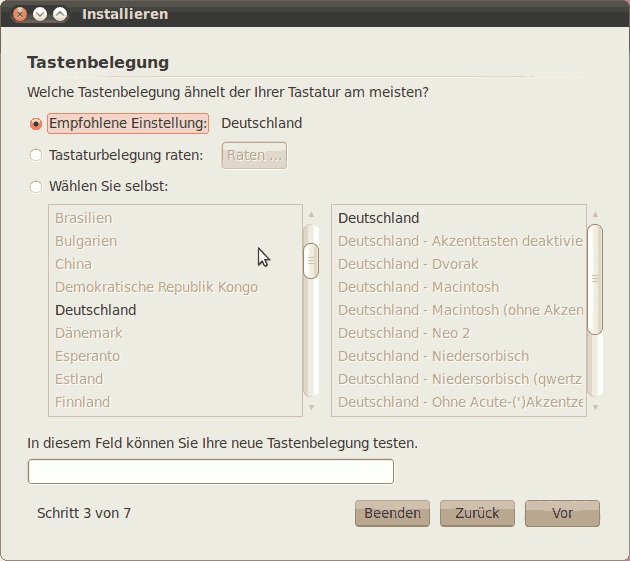 Installieren
Tastenbelegung
Welche Tastenbelegung ähnelt der Ihrer Tastatur am meisten?
Empfohlene Einstellung: Deutschland
Tastaturbelegung raten: Raten ...
Wählen Sie selbst:
Brasilien
Bulgarien
China
Demokratische Republik Kongo
Deutschland
Dänemark
Esperanto
Estland
Finnland
Deutschland
Deutschland - Akzenttasten deaktivie
Deutschland - Dvorak
Deutschland - Macintosh
Deutschland - Macintosh (ohne Akzen
Deutschland - Neo 2
Deutschland - Niedersorbisch
Deutschland - Niedersorbisch (qwertz
Deutschland - Ohne Acute-(')Akzentze
In diesem Feld können Sie Ihre neue Tastenbelegung testen.
Schritt 3 von 7 Beenden Zurück Vor